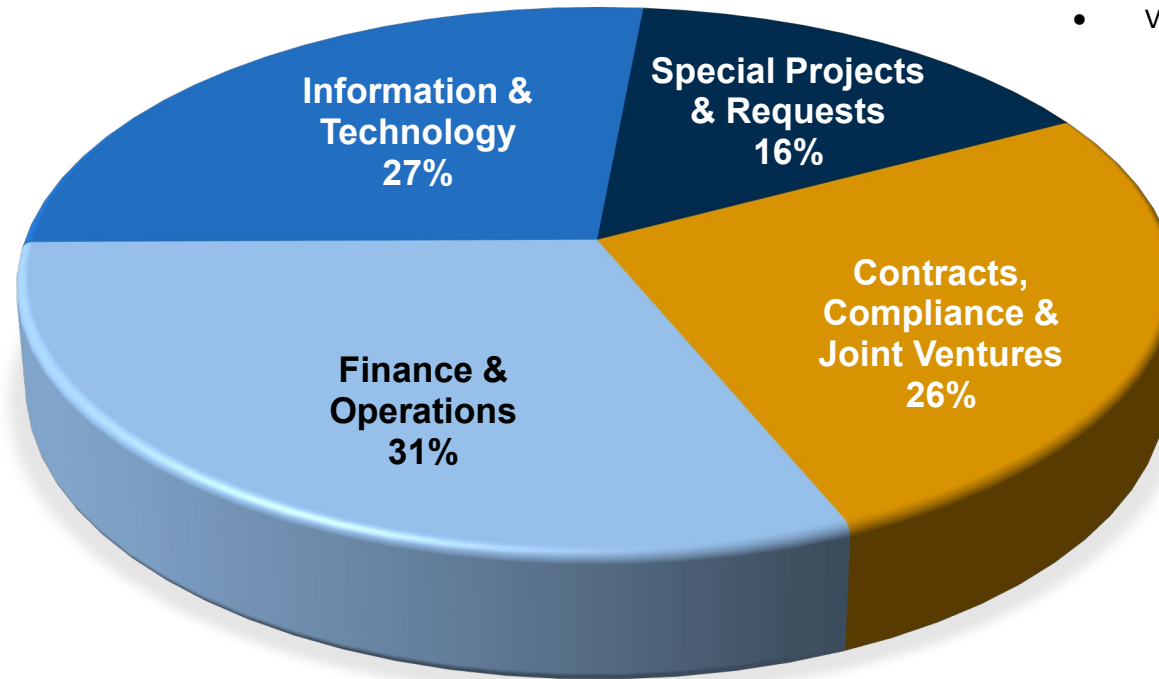 • V
Information &
Technology
27%
Special Projects
& Requests
16%
Contracts,
Compliance &
Joint Ventures
26%
Finance &
Operations
31%